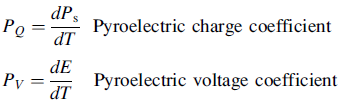 P_Q = dP_s/dT Pyroelectric charge coefficient
P_V = dE/dT Pyroelectric voltage coefficient